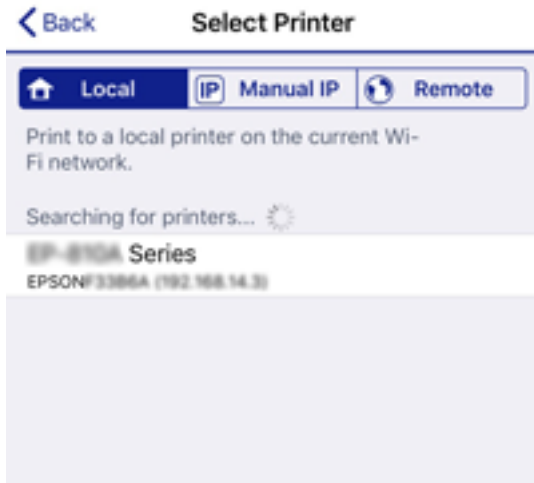 Back
Select Printer
Local
IP Manual IP
Remote
Print to a local printer on the current Wi-
Fi network.
Searching for printers...
Series
EPSON